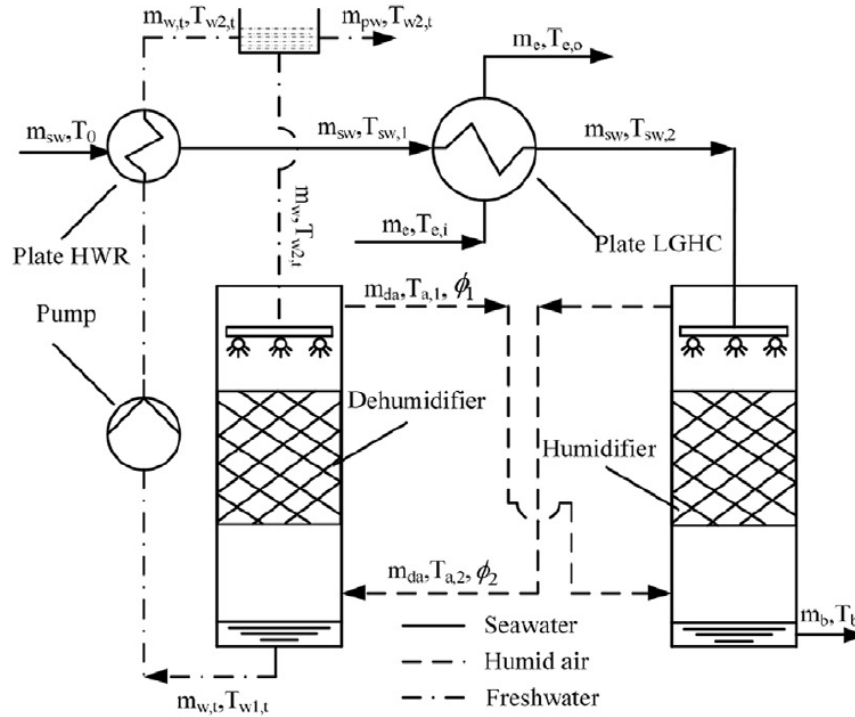 m_w,t,T_w2,t
m_pw,T_w2,t
m_e,T_e,o
m_sw,T_0
m_sw,T_sw,1
m_sw,T_sw,2
m_w,T_w2,t
Plate HWR
m_e,T_e,i
Plate LGHC
Pump
m_da,T_a,1, ϕ_1
Dehumidifier
Humidifier
m_da,T_a,2, ϕ_2
m_b,T_b
Seawater
Humid air
Freshwater
m_w,t,T_w1,t